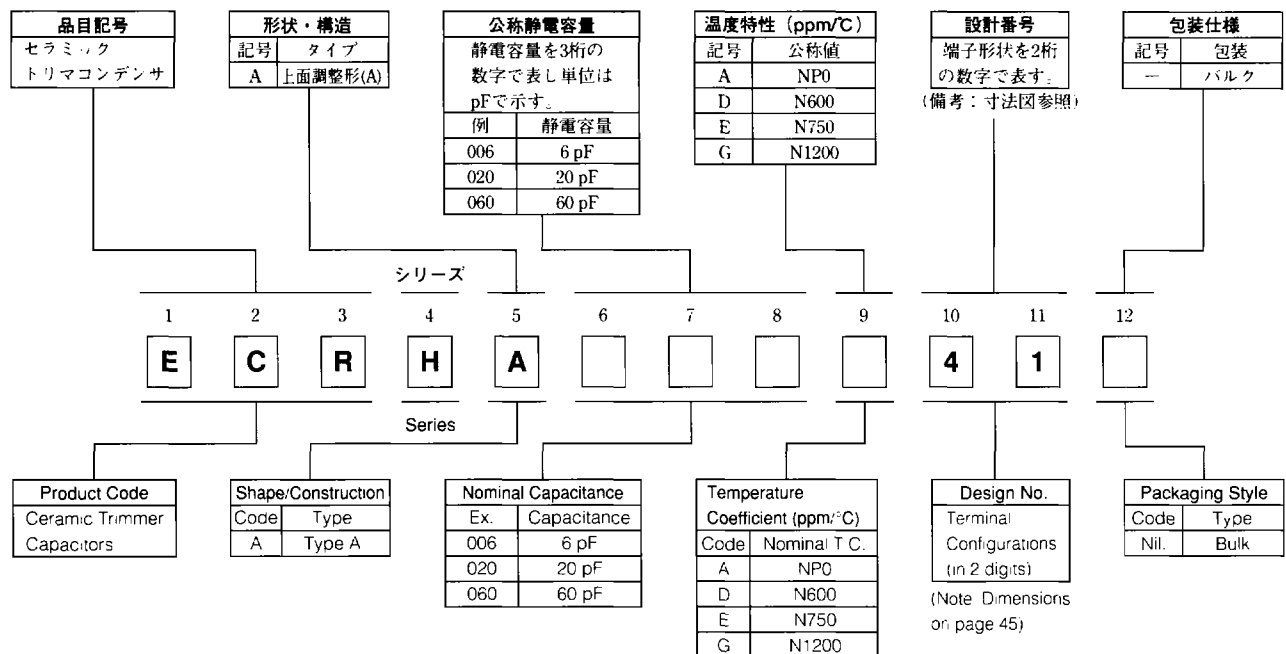 品目記号
セラミック
トリマコンデンサ
形状・構造
記号 タイプ
A 上面調整形(A)
公称静電容量
静電容量を3桁の
数字で表し単位は
pFで示す。
例 静電容量
006 6 pF
020 20 pF
060 60 pF
温度特性 (ppm/℃)
記号 公称値
A NP0
D N600
E N750
G N1200
設計番号
端子形状を2桁
の数字で表す。
(備考:寸法図参照)
包装仕様
記号 包装
— バルク
シリーズ
1 2 3 4 5 6 7 8 9 10 11 12
E C R H A 4 1
Series
Product Code
Ceramic Trimmer
Capacitors
Shape/Construction
Code Type
A Type A
Nominal Capacitance
Ex. Capacitance
006 6 pF
020 20 pF
060 60 pF
Temperature
Coefficient (ppm/°C)
Code Nominal T.C.
A NP0
D N600
E N750
G N1200
Design No.
Terminal
Configurations
(in 2 digits)
(Note Dimensions
on page 45)
Packaging Style
Code Type
Nil. Bulk